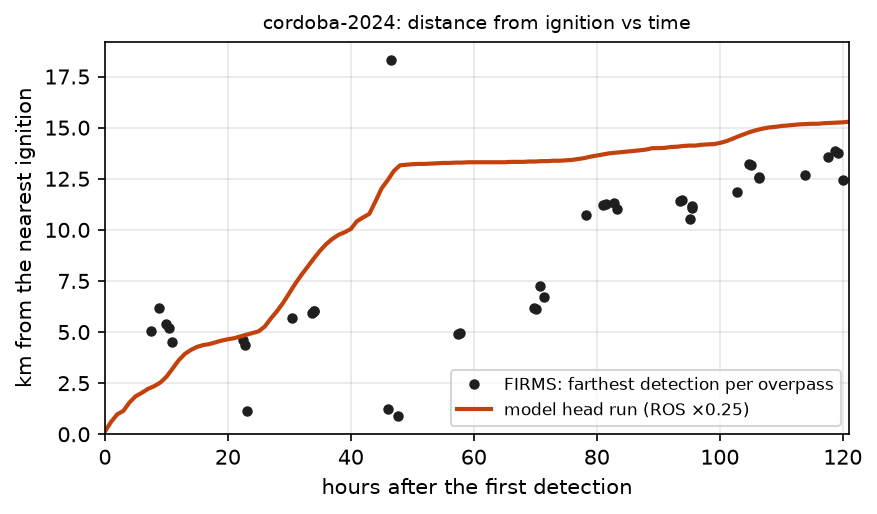 cordoba-2024: distance from ignition vs time
km from the nearest ignition
17.5
15.0
12.5
10.0
7.5
5.0
2.5
0.0
FIRMS: farthest detection per overpass
model head run (ROS ×0.25)
0 20 40 60 80 100 120
hours after the first detection